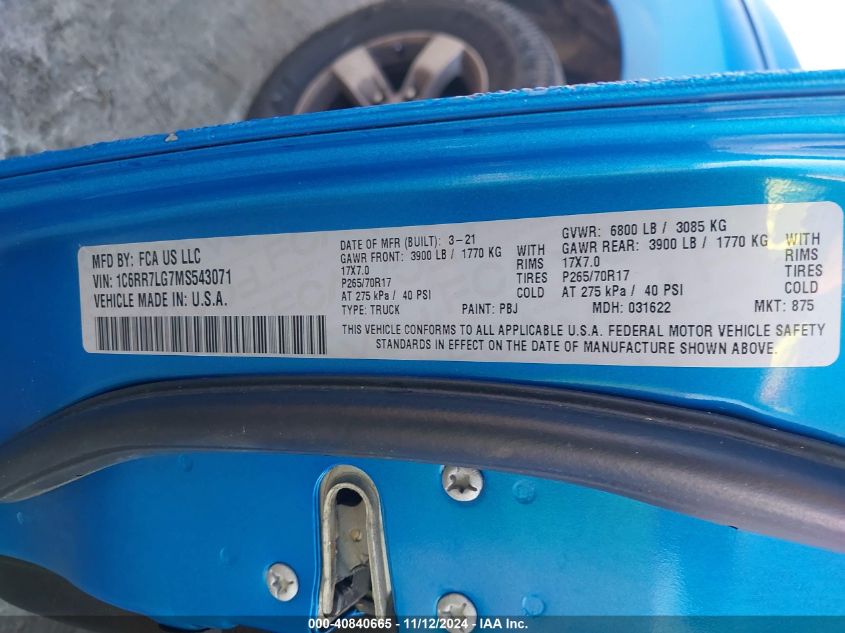 MFD BY: FCA US LLC
VIN: 1C6RR7LG7MS543071
VEHICLE MADE IN: U.S.A.
DATE OF MFR (BUILT): 3-21
GAWR FRONT: 3900 LB / 1770 KG WITH
17X7.0 RIMS
P265/70R17 TIRES
AT 275 kPa / 40 PSI COLD
TYPE: TRUCK PAINT: PBJ
GVWR: 6800 LB / 3085 KG
GAWR REAR: 3900 LB / 1770 KG WITH
17X7.0 RIMS
P265/70R17 TIRES
AT 275 kPa / 40 PSI COLD
MDH: 031622 MKT: 875
THIS VEHICLE CONFORMS TO ALL APPLICABLE U.S.A. FEDERAL MOTOR VEHICLE SAFETY
STANDARDS IN EFFECT ON THE DATE OF MANUFACTURE SHOWN ABOVE.
000-40840665 - 11/12/2024 - IAA Inc.